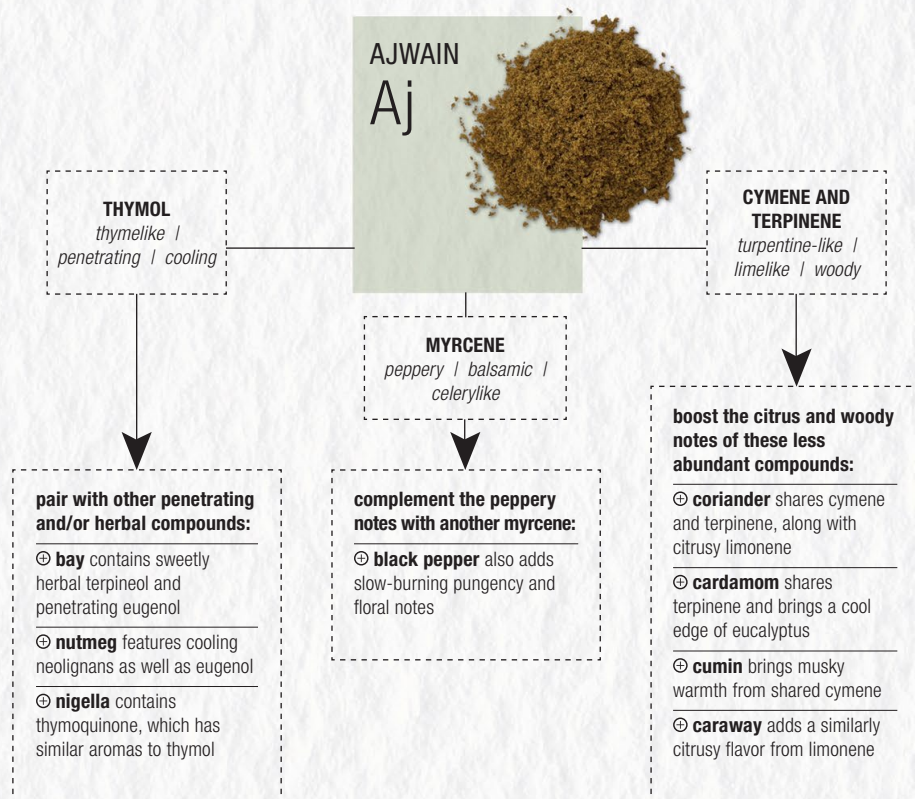 AJWAIN
Aj
THYMOL
thymelike |
penetrating | cooling
MYRCENE
peppery | balsamic |
celerylike
CYMENE AND
TERPINENE
turpentine-like |
limelike | woody
pair with other penetrating
and/or herbal compounds:
⊕ bay contains sweetly
herbal terpineol and
penetrating eugenol
⊕ nutmeg features cooling
neolignans as well as eugenol
⊕ nigella contains
thymoquinone, which has
similar aromas to thymol
complement the peppery
notes with another myrcene:
⊕ black pepper also adds
slow-burning pungency and
floral notes
boost the citrus and woody
notes of these less
abundant compounds:
⊕ coriander shares cymene
and terpinene, along with
citrusy limonene
⊕ cardamom shares
terpinene and brings a cool
edge of eucalyptus
⊕ cumin brings musky
warmth from shared cymene
⊕ caraway adds a similarly
citrusy flavor from limonene